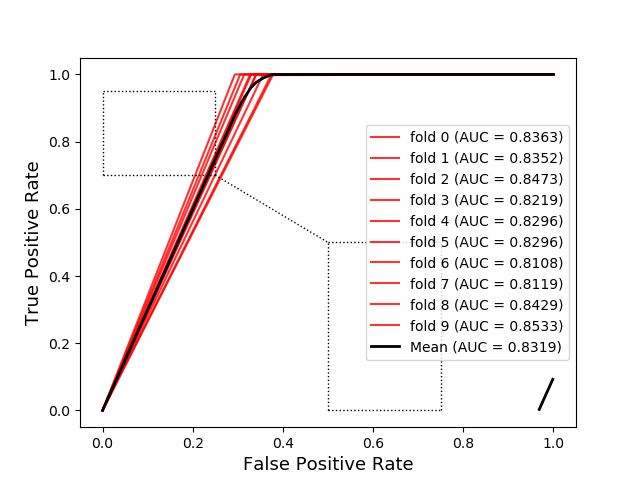 1.0
0.8
0.6
0.4
0.2
0.0
True Positive Rate
fold 0 (AUC = 0.8363)
fold 1 (AUC = 0.8352)
fold 2 (AUC = 0.8473)
fold 3 (AUC = 0.8219)
fold 4 (AUC = 0.8296)
fold 5 (AUC = 0.8296)
fold 6 (AUC = 0.8108)
fold 7 (AUC = 0.8119)
fold 8 (AUC = 0.8429)
fold 9 (AUC = 0.8533)
Mean (AUC = 0.8319)
0.0 0.2 0.4 0.6 0.8 1.0
False Positive Rate